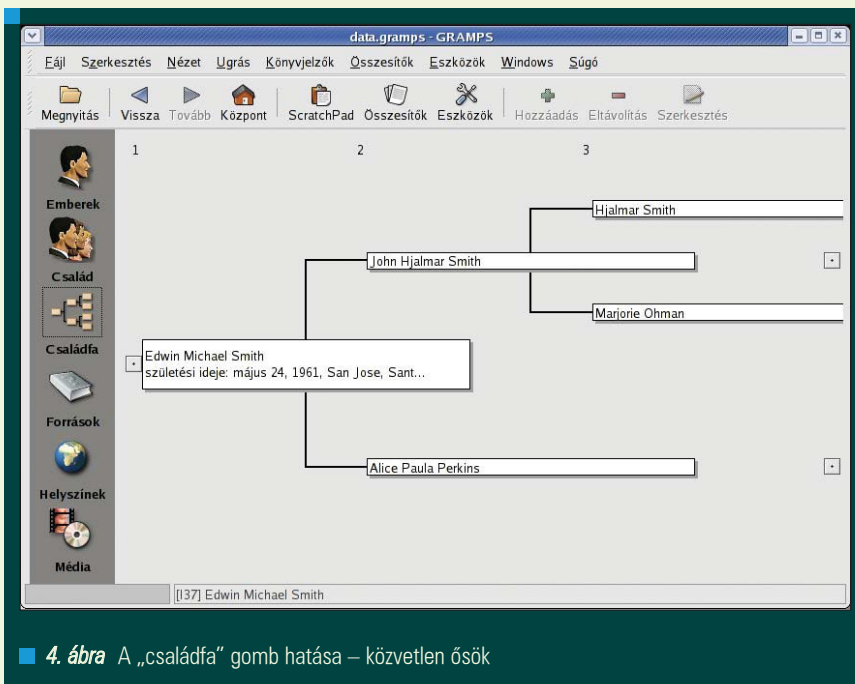 data.gramps - GRAMPS
Fájl Szerkesztés Nézet Ugrás Könyvjelzők Összesítők Eszközök Windows Súgó
Megnyitás Vissza Tovább Központ ScratchPad Összesítők Eszközök Hozzáadás Eltávolítás Szerkesztés
1 2 3
Emberek
Család
Családfa
Források
Helyszínek
Média
Hjalmar Smith
John Hjalmar Smith
Marjorie Ohman
Edwin Michael Smith
születési ideje: május 24, 1961, San Jose, Sant...
Alice Paula Perkins
[I37] Edwin Michael Smith
4. ábra A „családfa” gomb hatása – közvetlen ősök